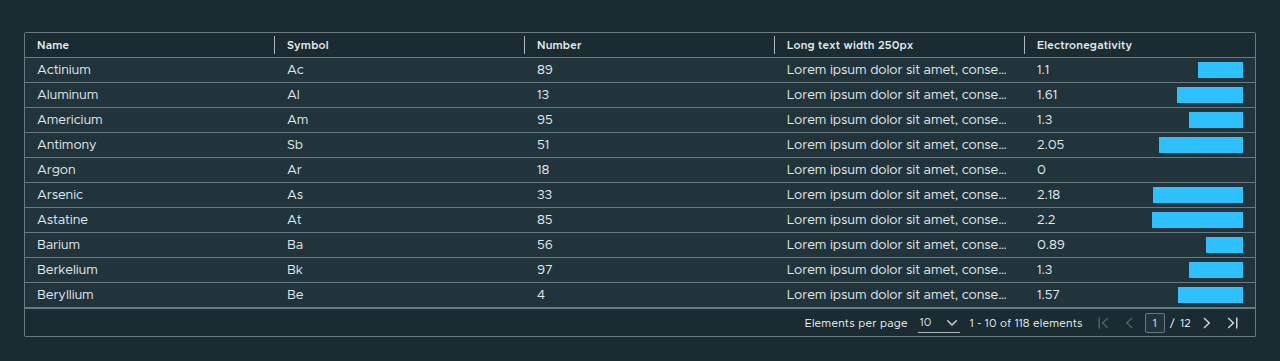 Name Symbol Number Long text width 250px Electronegativity
Actinium Ac 89 Lorem ipsum dolor sit amet, conse... 1.1
Aluminum Al 13 Lorem ipsum dolor sit amet, conse... 1.61
Americium Am 95 Lorem ipsum dolor sit amet, conse... 1.3
Antimony Sb 51 Lorem ipsum dolor sit amet, conse... 2.05
Argon Ar 18 Lorem ipsum dolor sit amet, conse... 0
Arsenic As 33 Lorem ipsum dolor sit amet, conse... 2.18
Astatine At 85 Lorem ipsum dolor sit amet, conse... 2.2
Barium Ba 56 Lorem ipsum dolor sit amet, conse... 0.89
Berkelium Bk 97 Lorem ipsum dolor sit amet, conse... 1.3
Beryllium Be 4 Lorem ipsum dolor sit amet, conse... 1.57
Elements per page 10 1 - 10 of 118 elements 1 / 12